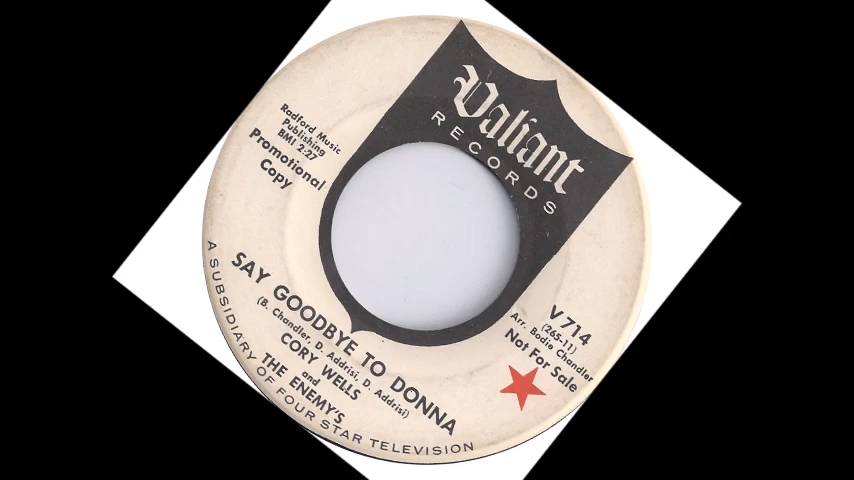 Valiant
RECORDS
Radford Music
Publishing
BMI 2:27
Promotional
Copy
V 714
(265-11)
Arr. Bodie Chandler
Not For Sale
SAY GOODBYE TO DONNA
(B. Chandler, D. Addrisi, D. Addrisi)
CORY WELLS
and
THE ENEMY'S
A SUBSIDIARY OF FOUR STAR TELEVISION